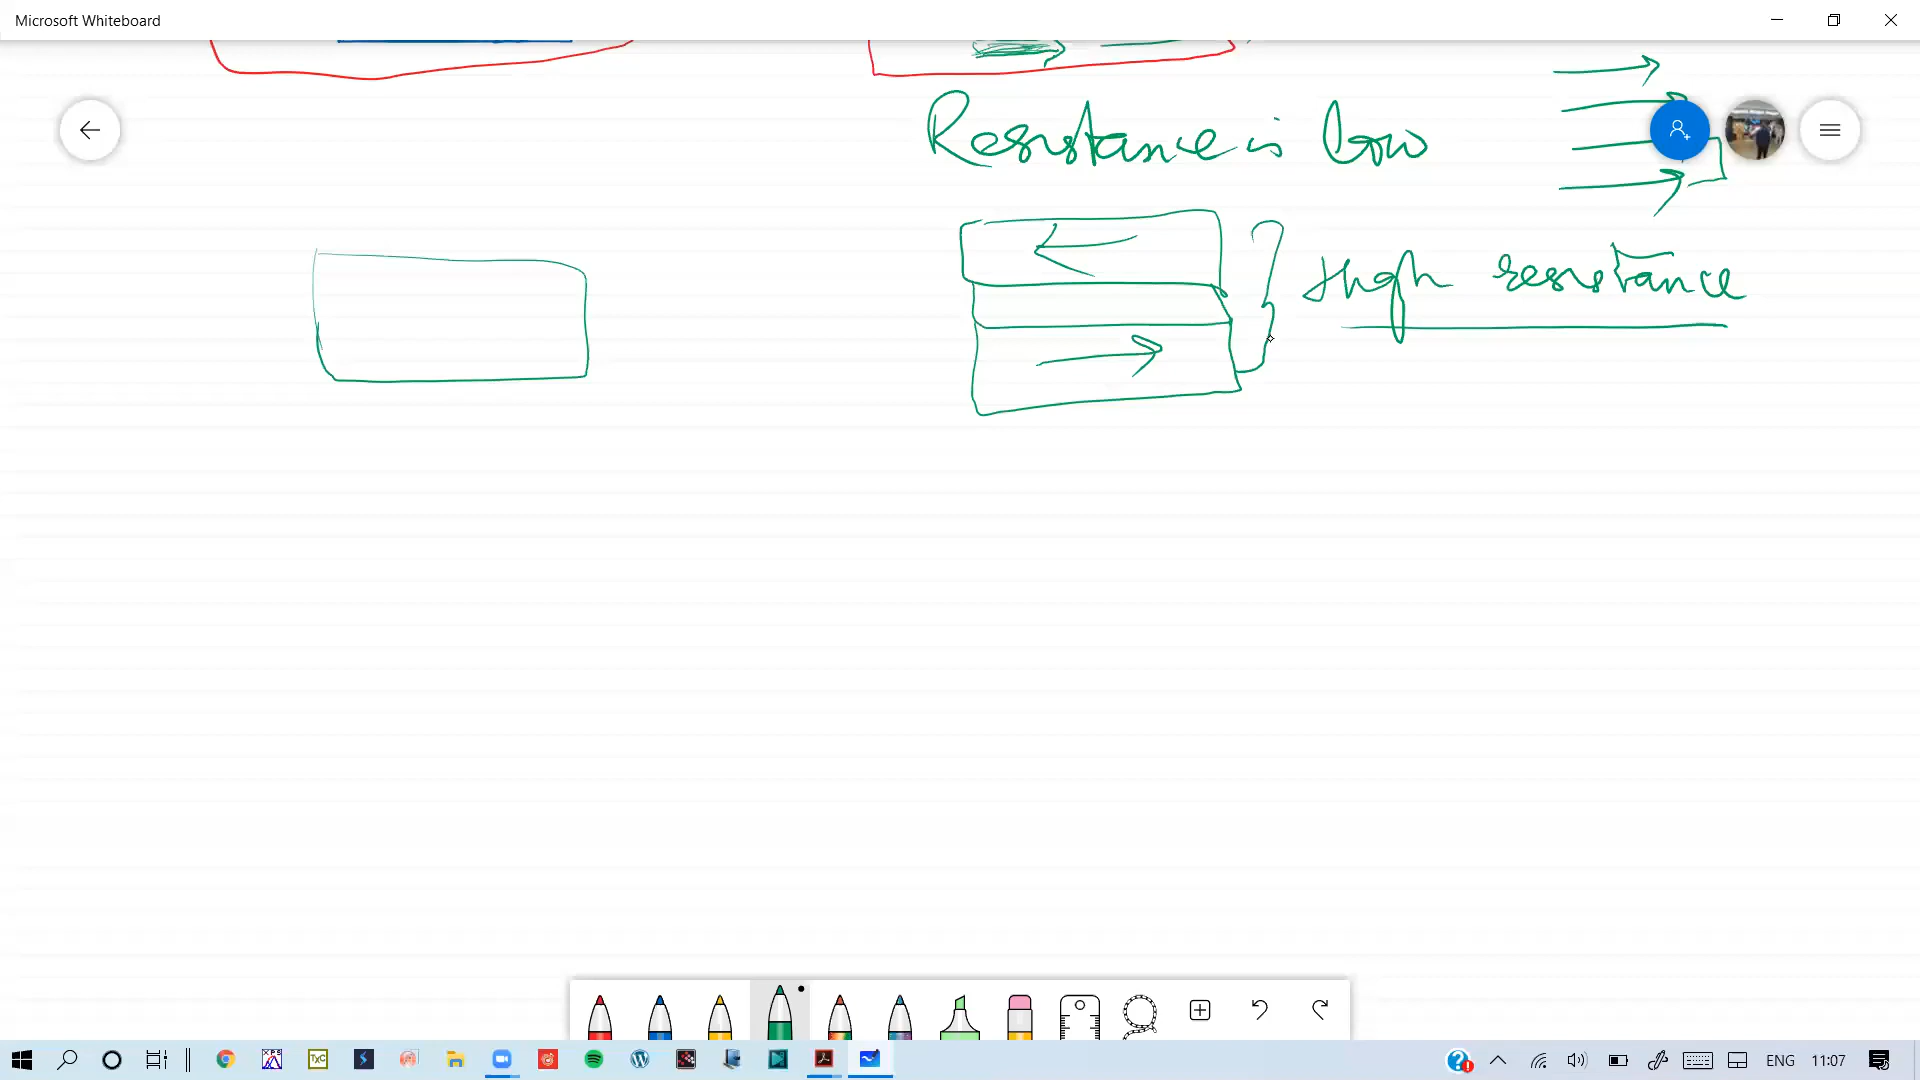 Microsoft Whiteboard
Resistance is low
High resistance
ENG
11:07